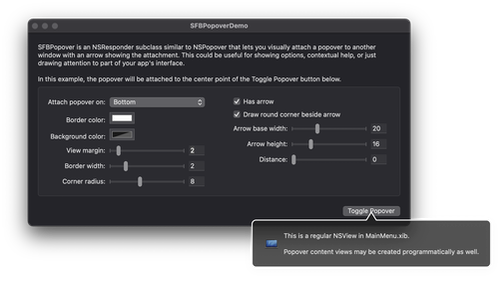 SFBPopoverDemo
SFBPopover is an NSResponder subclass similar to NSPopover that lets you visually attach a popover to another
window with an arrow showing the attachment. This could be useful for showing options, contextual help, or just
drawing attention to part of your app's interface.
In this example, the popover will be attached to the center point of the Toggle Popover button below.
Attach popover on: Bottom
Border color:
Background color:
View margin: 2
Border width: 2
Corner radius: 8
Has arrow
Draw round corner beside arrow
Arrow base width: 20
Arrow height: 16
Distance: 0
Toggle Popover
This is a regular NSView in MainMenu.xib.
Popover content views may be created programmatically as well.